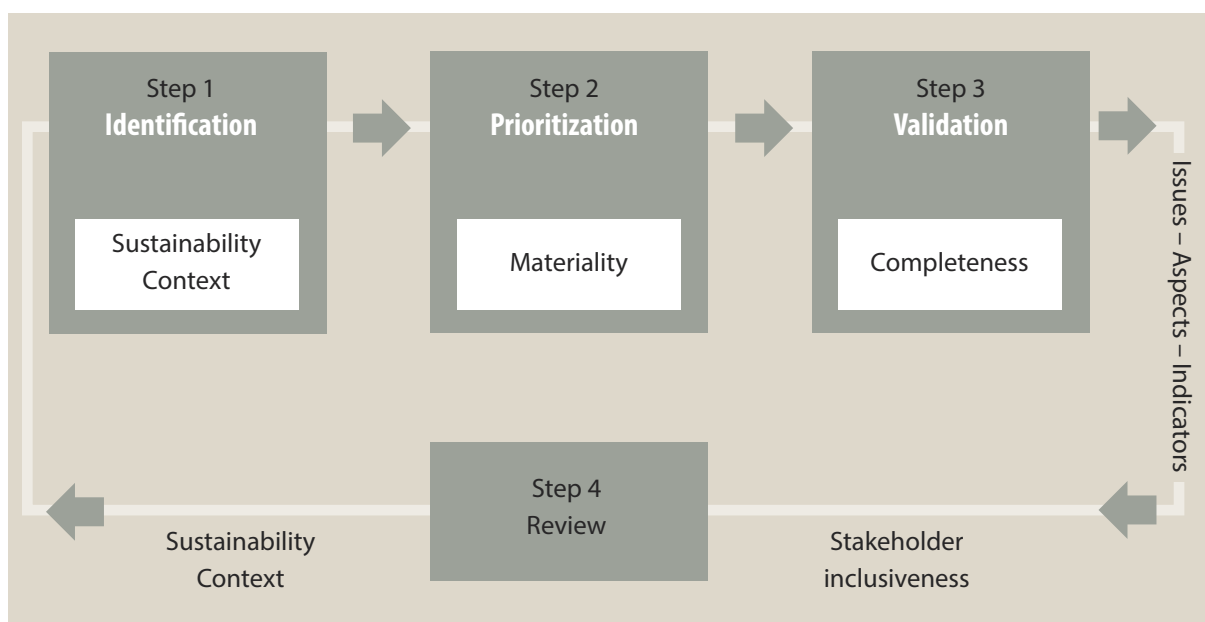 Step 1
Identification
Sustainability
Context
Step 2
Prioritization
Materiality
Step 3
Validation
Completeness
Issues – Aspects – Indicators
Step 4
Review
Sustainability
Context
Stakeholder
inclusiveness